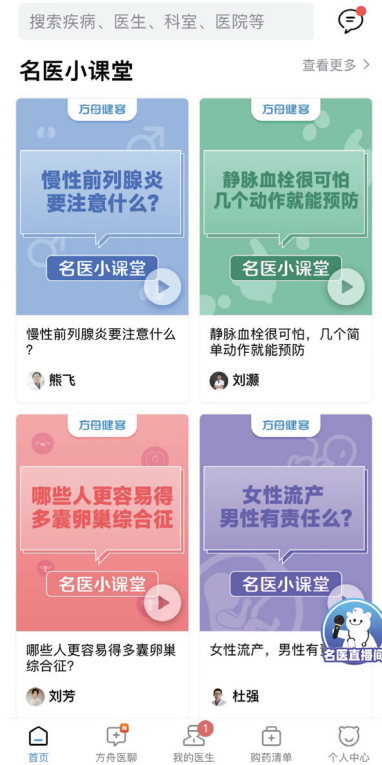 搜索疾病、医生、科室、医院等
名医小课堂
查看更多 >
方舟健客
慢性前列腺炎
要注意什么?
名医小课堂
慢性前列腺炎要注意什么
?
熊飞
方舟健客
静脉血栓很可怕
几个动作就能预防
名医小课堂
静脉血栓很可怕，几个简
单动作就能预防
刘灏
方舟健客
哪些人更容易得
多囊卵巢综合征
名医小课堂
哪些人更容易得多囊卵巢
综合征?
刘芳
方舟健客
女性流产
男性有责任么?
名医小课堂
女性流产，男性有
杜强
名医直播间
首页
方舟医聊
N
我的医生
1
购药清单
个人中心